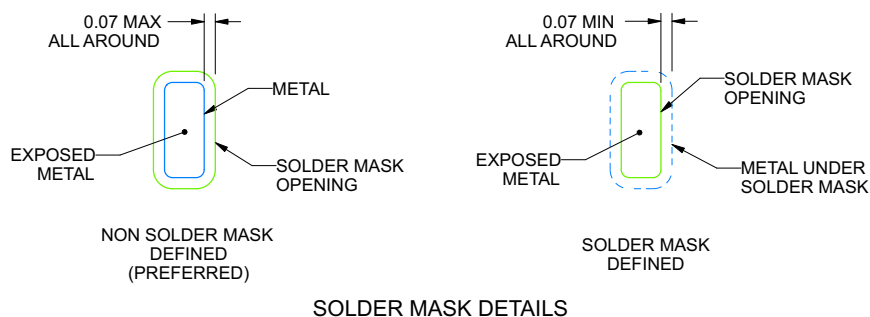 0.07 MAX
ALL AROUND
METAL
EXPOSED
METAL
SOLDER MASK
OPENING
NON SOLDER MASK
DEFINED
(PREFERRED)
0.07 MIN
ALL AROUND
SOLDER MASK
OPENING
EXPOSED
METAL
METAL UNDER
SOLDER MASK
SOLDER MASK
DEFINED
SOLDER MASK DETAILS